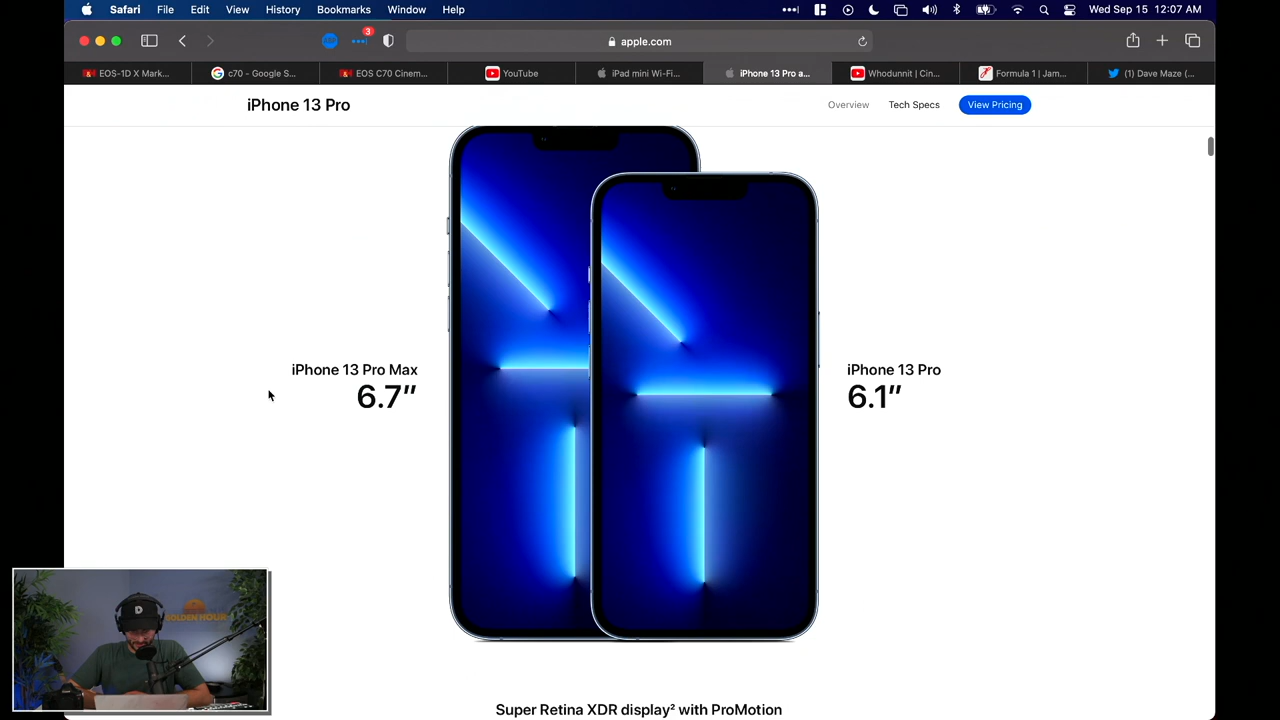 Safari File Edit View History Bookmarks Window Help Wed Sep 15 12:07 AM
3
apple.com
EOS-1D X Mark... c70 - Google S... EOS C70 Cinem... YouTube iPad mini Wi-Fi... iPhone 13 Pro a... Whodunnit | Cin... Formula 1 | Jam... (1) Dave Maze (...
iPhone 13 Pro Overview Tech Specs View Pricing
iPhone 13 Pro Max
6.7″
iPhone 13 Pro
6.1″
D
GOLDEN HOUR
Super Retina XDR display² with ProMotion